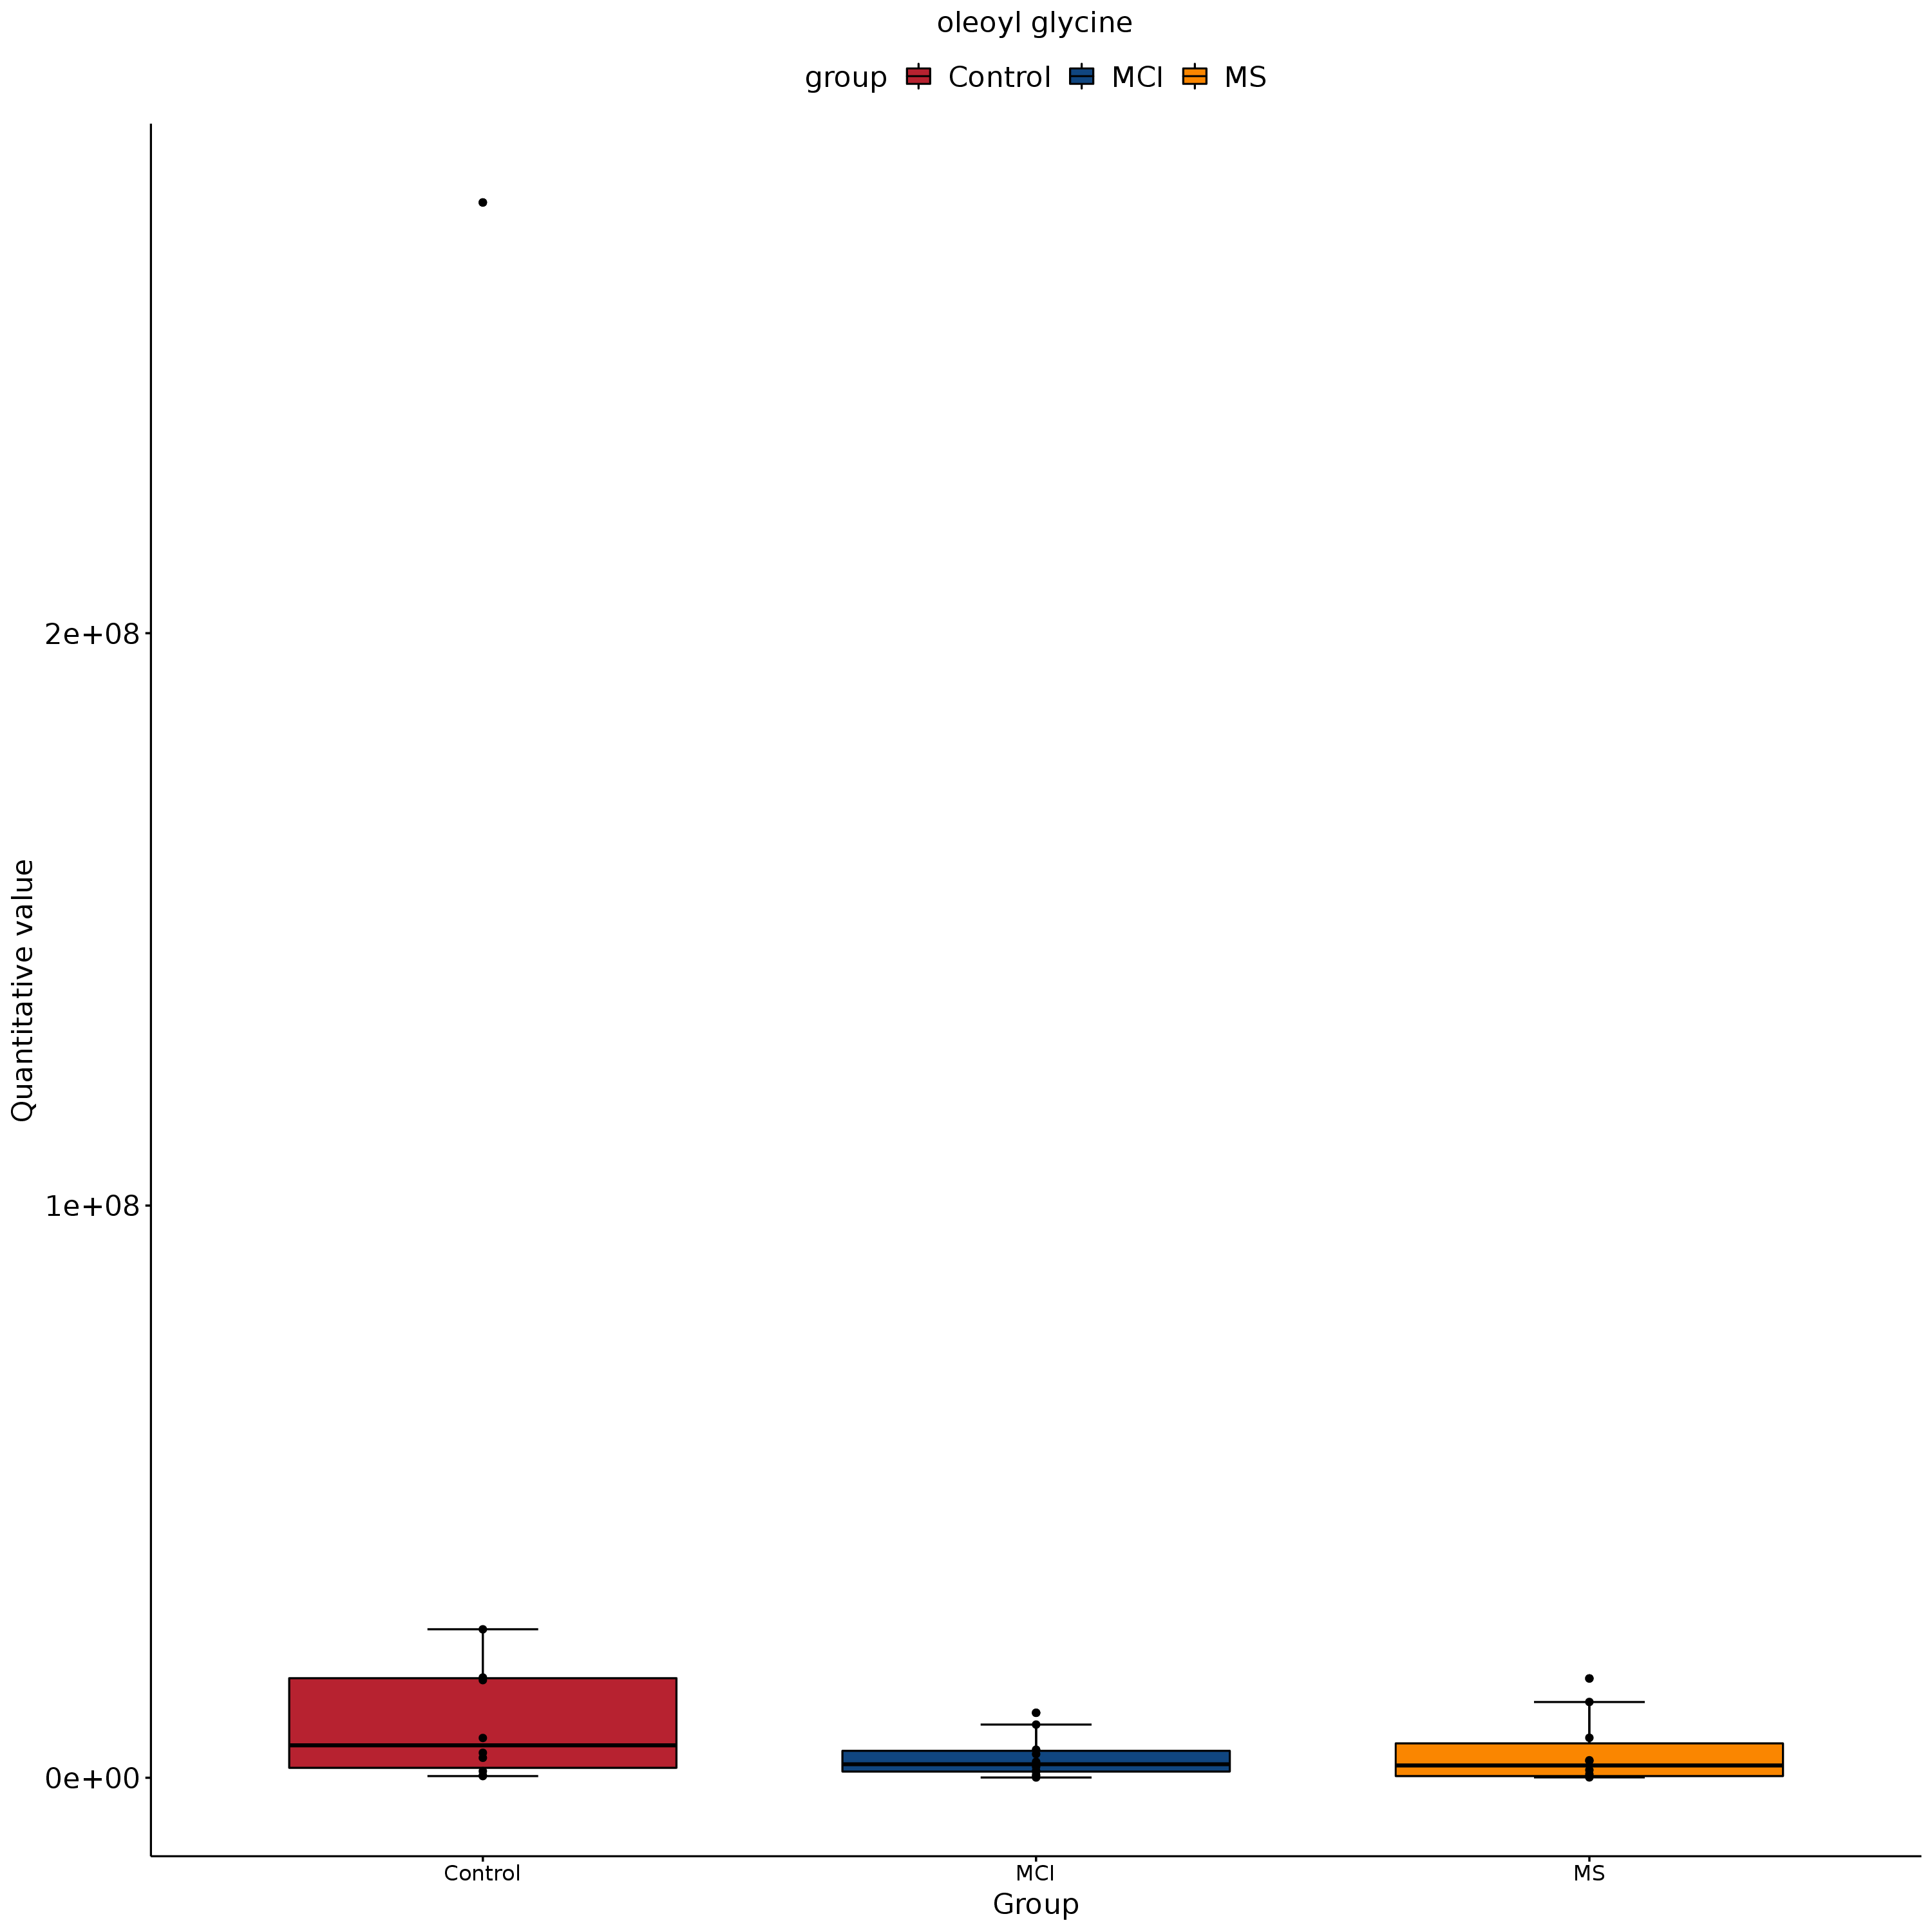 oleoyl glycine
group Control MCI MS
Quantitative value
2e+08
1e+08
0e+00
Control MCI MS
Group